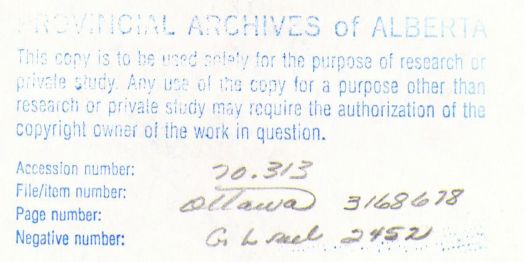 PROVINCIAL ARCHIVES of ALBERTA
This copy is to be used solely for the purpose of research or
private study. Any use of the copy for a purpose other than
research or private study may require the authorization of the
copyright owner of the work in question.
Accession number: 70.313
File/item number: Ottawa 3168678
Page number:
Negative number: 2452